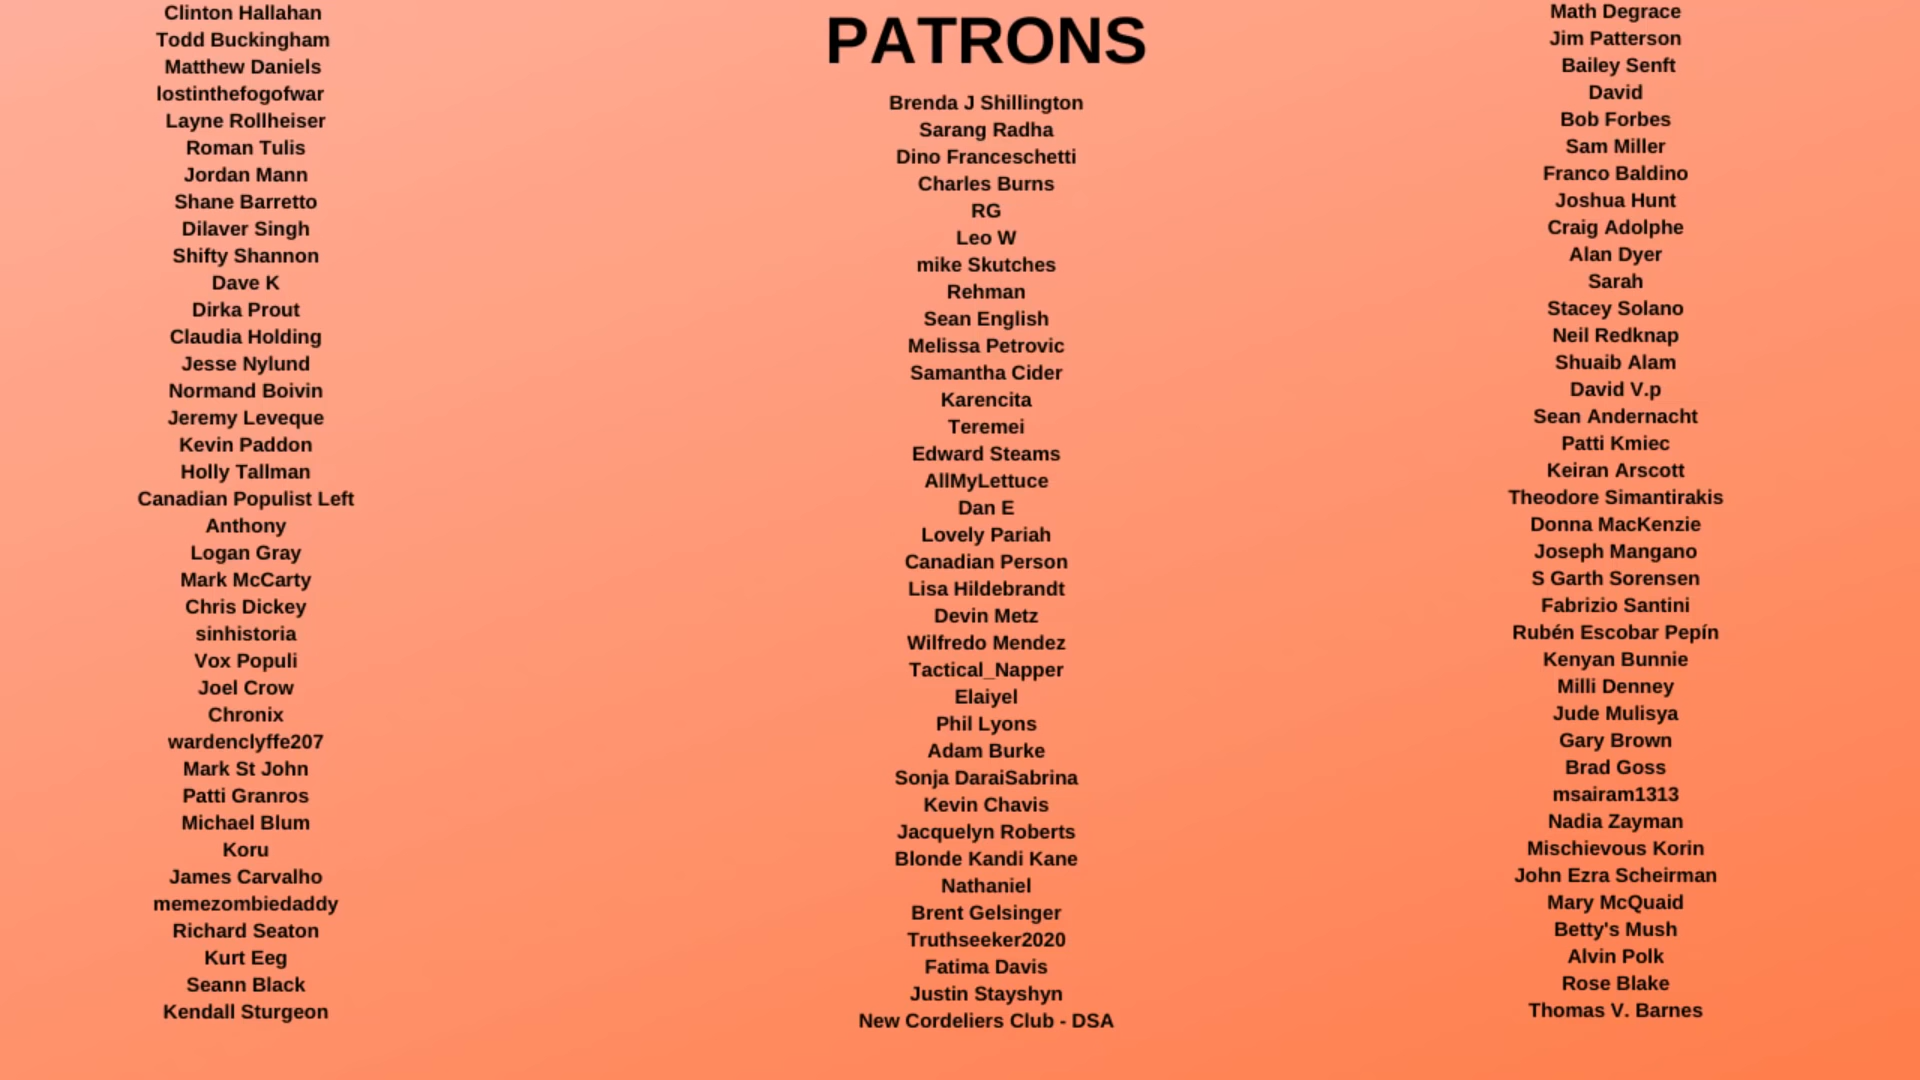 Clinton Hallahan
Todd Buckingham
Matthew Daniels
lostinthefogofwar
Layne Rollheiser
Roman Tulis
Jordan Mann
Shane Barretto
Dilaver Singh
Shifty Shannon
Dave K
Dirka Prout
Claudia Holding
Jesse Nylund
Normand Boivin
Jeremy Leveque
Kevin Paddon
Holly Tallman
Canadian Populist Left
Anthony
Logan Gray
Mark McCarty
Chris Dickey
sinhistoria
Vox Populi
Joel Crow
Chronix
wardenclyffe207
Mark St John
Patti Granros
Michael Blum
Koru
James Carvalho
memezombiedaddy
Richard Seaton
Kurt Eeg
Seann Black
Kendall Sturgeon
PATRONS
Brenda J Shillington
Sarang Radha
Dino Franceschetti
Charles Burns
RG
Leo W
mike Skutches
Rehman
Sean English
Melissa Petrovic
Samantha Cider
Karencita
Teremei
Edward Steams
AllMyLettuce
Dan E
Lovely Pariah
Canadian Person
Lisa Hildebrandt
Devin Metz
Wilfredo Mendez
Tactical_Napper
Elaiyel
Phil Lyons
Adam Burke
Sonja DaraiSabrina
Kevin Chavis
Jacquelyn Roberts
Blonde Kandi Kane
Nathaniel
Brent Gelsinger
Truthseeker2020
Fatima Davis
Justin Stayshyn
New Cordeliers Club - DSA
Math Degrace
Jim Patterson
Bailey Senft
David
Bob Forbes
Sam Miller
Franco Baldino
Joshua Hunt
Craig Adolphe
Alan Dyer
Sarah
Stacey Solano
Neil Redknap
Shuaib Alam
David V.p
Sean Andernacht
Patti Kmiec
Keiran Arscott
Theodore Simantirakis
Donna MacKenzie
Joseph Mangano
S Garth Sorensen
Fabrizio Santini
Rubén Escobar Pepín
Kenyan Bunnie
Milli Denney
Jude Mulisya
Gary Brown
Brad Goss
msairam1313
Nadia Zayman
Mischievous Korin
John Ezra Scheirman
Mary McQuaid
Betty's Mush
Alvin Polk
Rose Blake
Thomas V. Barnes